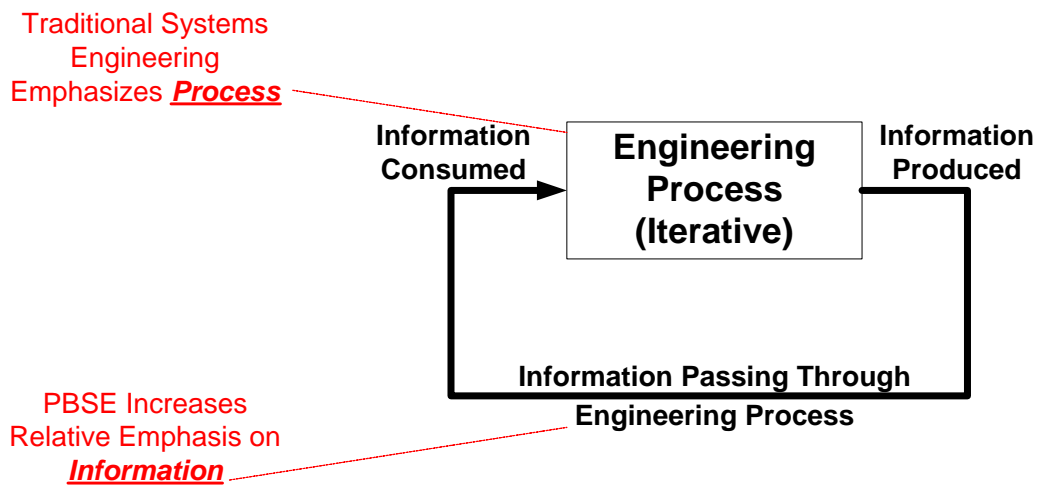 Traditional Systems
Engineering
Emphasizes Process
Information
Consumed
Engineering
Process
(Iterative)
Information
Produced
Information Passing Through
Engineering Process
PBSE Increases
Relative Emphasis on
Information